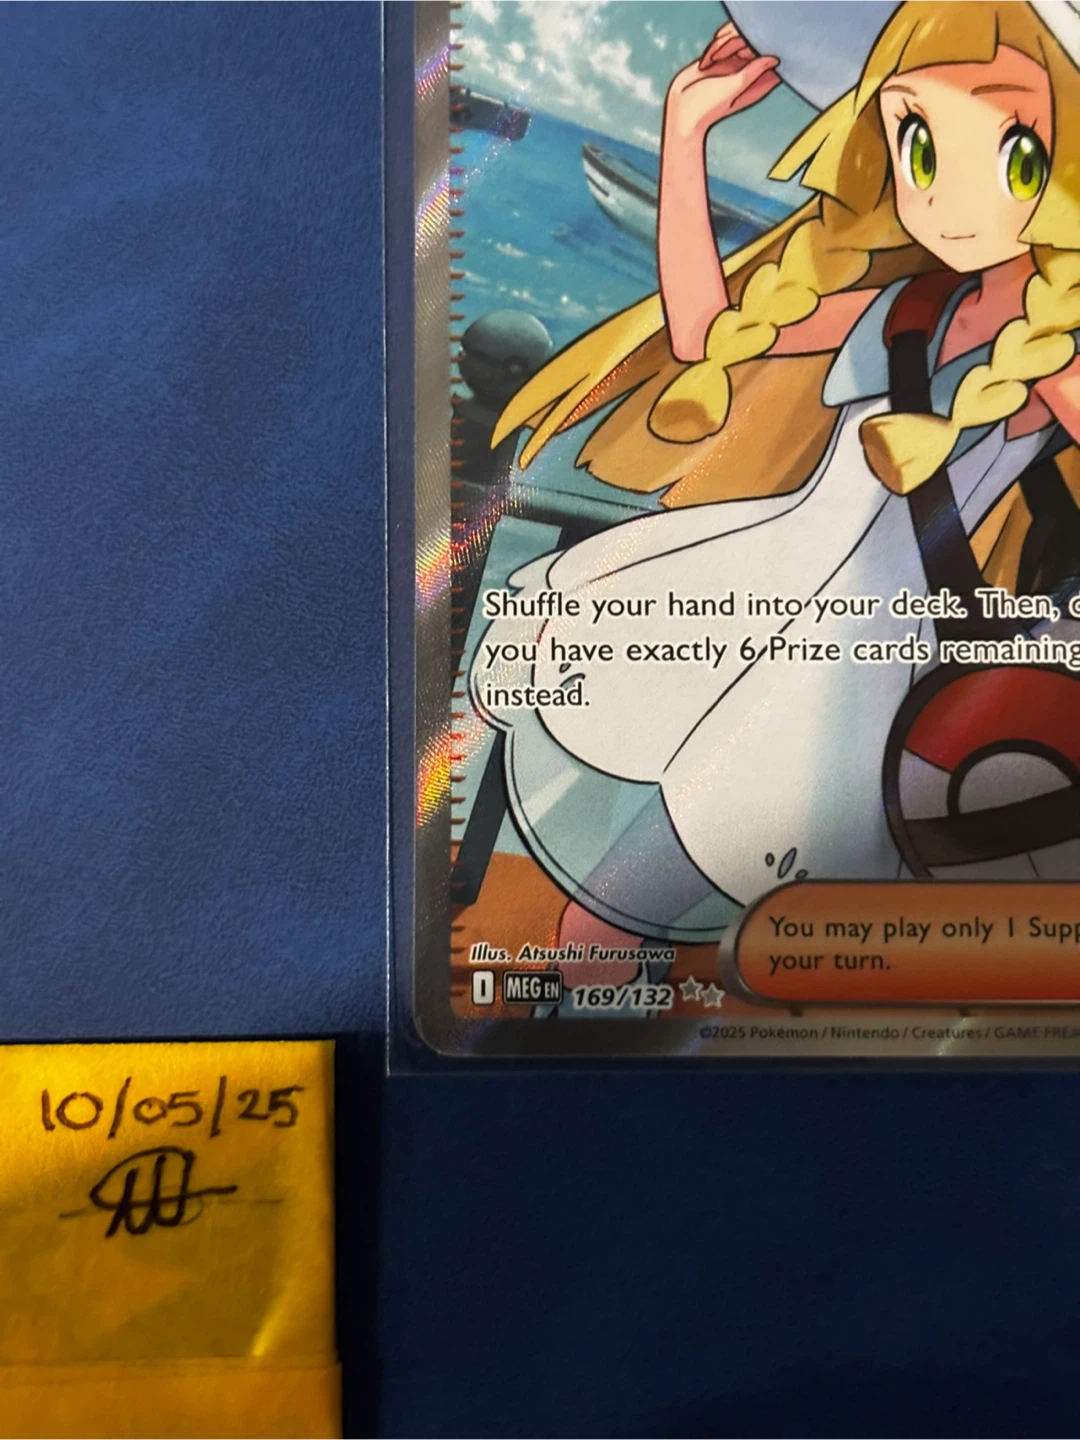 Shuffle your hand into your deck. Then,
you have exactly 6 Prize cards remaining
instead.
You may play only 1 Supp
your turn.
Illus. Atsushi Furusawa
I MEG EN 169/132
©2025 Pokémon / Nintendo / Creatures / GAME FREA
10/05/25